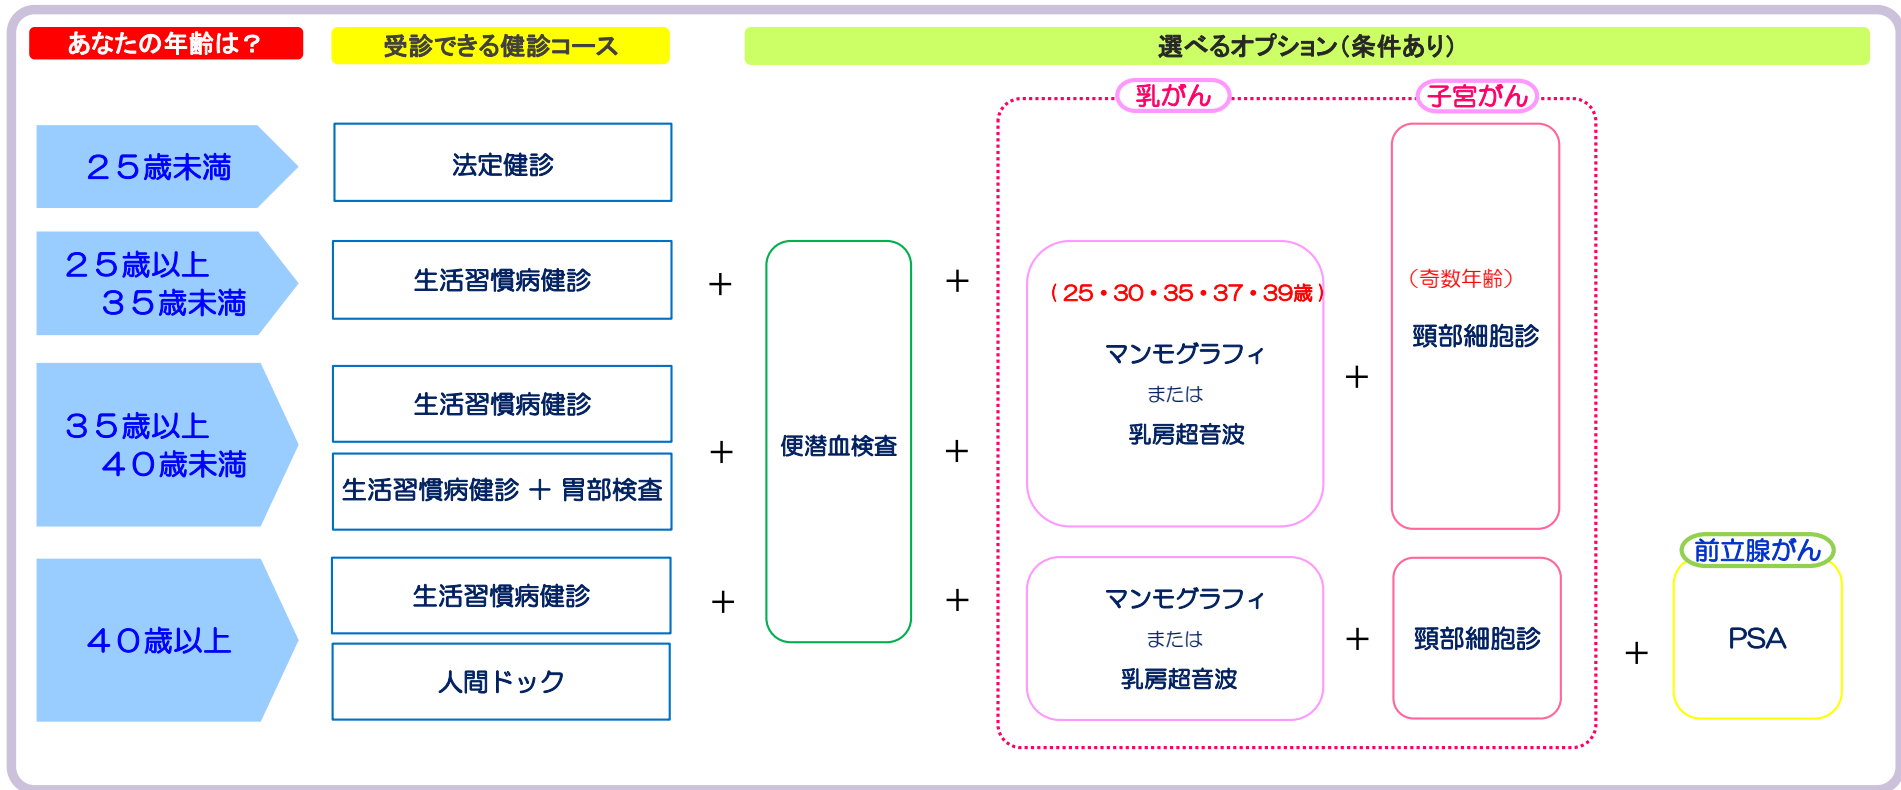 あなたの年齢は？
受診できる健診コース
選べるオプション（条件あり）
乳がん
子宮がん
２５歳未満
法定健診
２５歳以上
３５歳未満
生活習慣病健診
＋
＋
（25・30・35・37・39歳）
マンモグラフィ
または
乳房超音波
＋
（奇数年齢）
頸部細胞診
３５歳以上
４０歳未満
生活習慣病健診
生活習慣病健診 ＋ 胃部検査
＋
便潜血検査
＋
４０歳以上
生活習慣病健診
人間ドック
＋
＋
マンモグラフィ
または
乳房超音波
＋
頸部細胞診
＋
前立腺がん
PSA